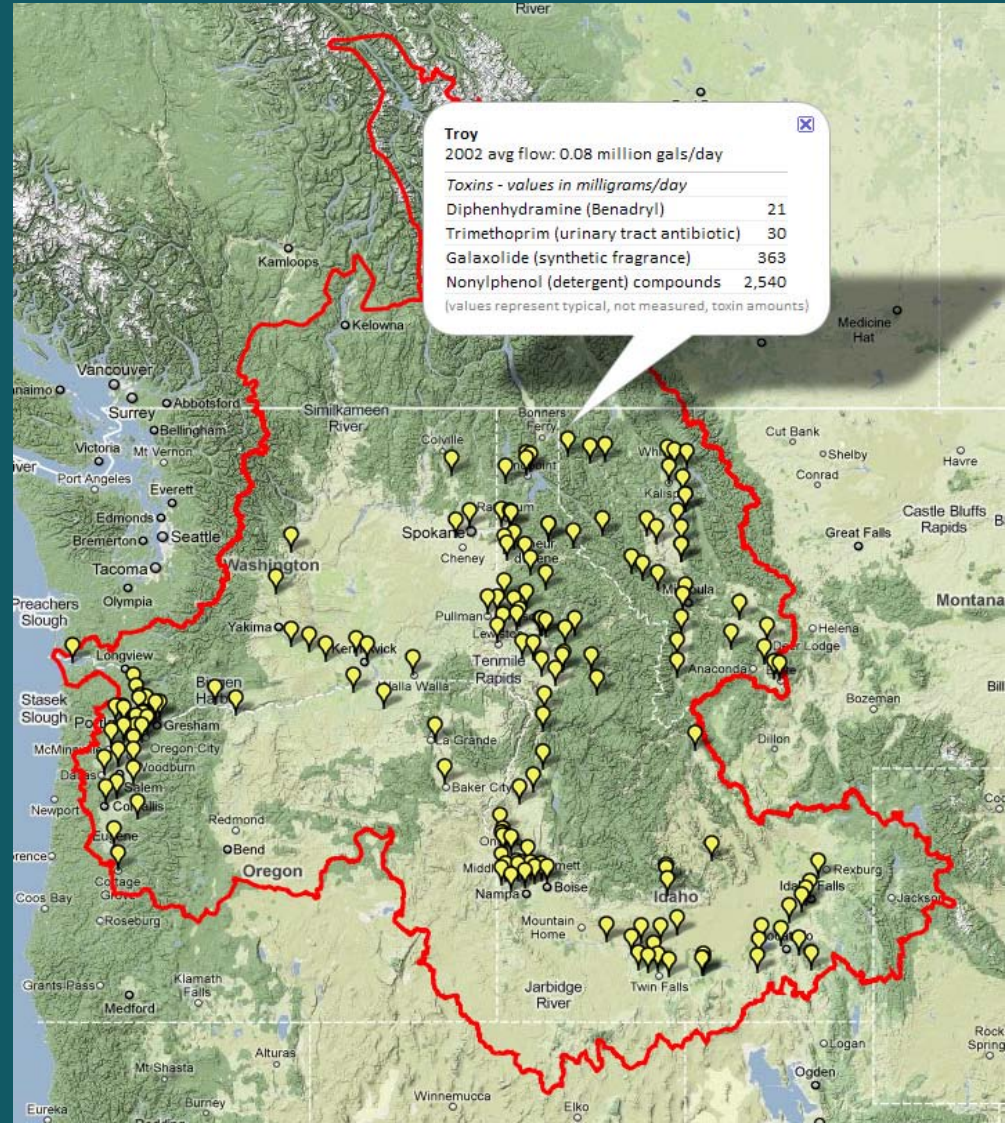 River
Troy
2002 avg flow: 0.08 million gals/day
Toxins - values in milligrams/day
Diphenhydramine (Benadryl) 21
Trimethoprim (urinary tract antibiotic) 30
Galaxolide (synthetic fragrance) 363
Nonylphenol (detergent) compounds 2,540
(values represent typical, not measured, toxin amounts)
Kamloops
Kelowna
Medicine
Hat
Vancouver
Surrey
Abbotsford
Bellingham
Victoria
Mt Vernon
Port Angeles
Similkameen
River
Colville
Bonners
Ferry
Cut Bank
Shelby
Conrad
Havre
Everett
Edmonds
Bremerton
Seattle
Tacoma
Olympia
Spokane
Cheney
Castle Bluffs
Rapids
Great Falls
Washington
Preachers
Slough
Yakima
Pullman
Montana
Helena
Longview
Tenmile
Rapids
Walla Walla
Deer Lodge
Anaconda
Stasek
Slough
Gresham
Bozeman
Oregon City
La Grande
Dillon
Woodburn
Salem
Baker City
Newport
Corvallis
Redmond
Bend
Eugene
Oregon
Cottage
Grove
Nampa
Boise
Idaho
Rexburg
Idaho Falls
Jackson
Coos Bay
Roseburg
Mountain
Home
Grants Pass
Klamath
Falls
Medford
Jarbidge
River
Twin Falls
Logan
Rock
Ogden
Alturas
Mt Shasta
Burney
Winnemucca
Elko
Eureka